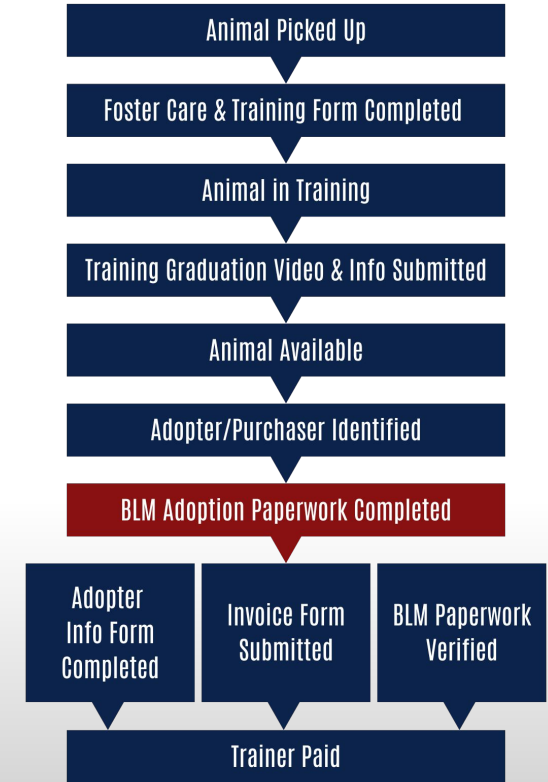 Animal Picked Up
Foster Care & Training Form Completed
Animal in Training
Training Graduation Video & Info Submitted
Animal Available
Adopter/Purchaser Identified
BLM Adoption Paperwork Completed
Adopter
Info Form
Completed
Invoice Form
Submitted
BLM Paperwork
Verified
Trainer Paid